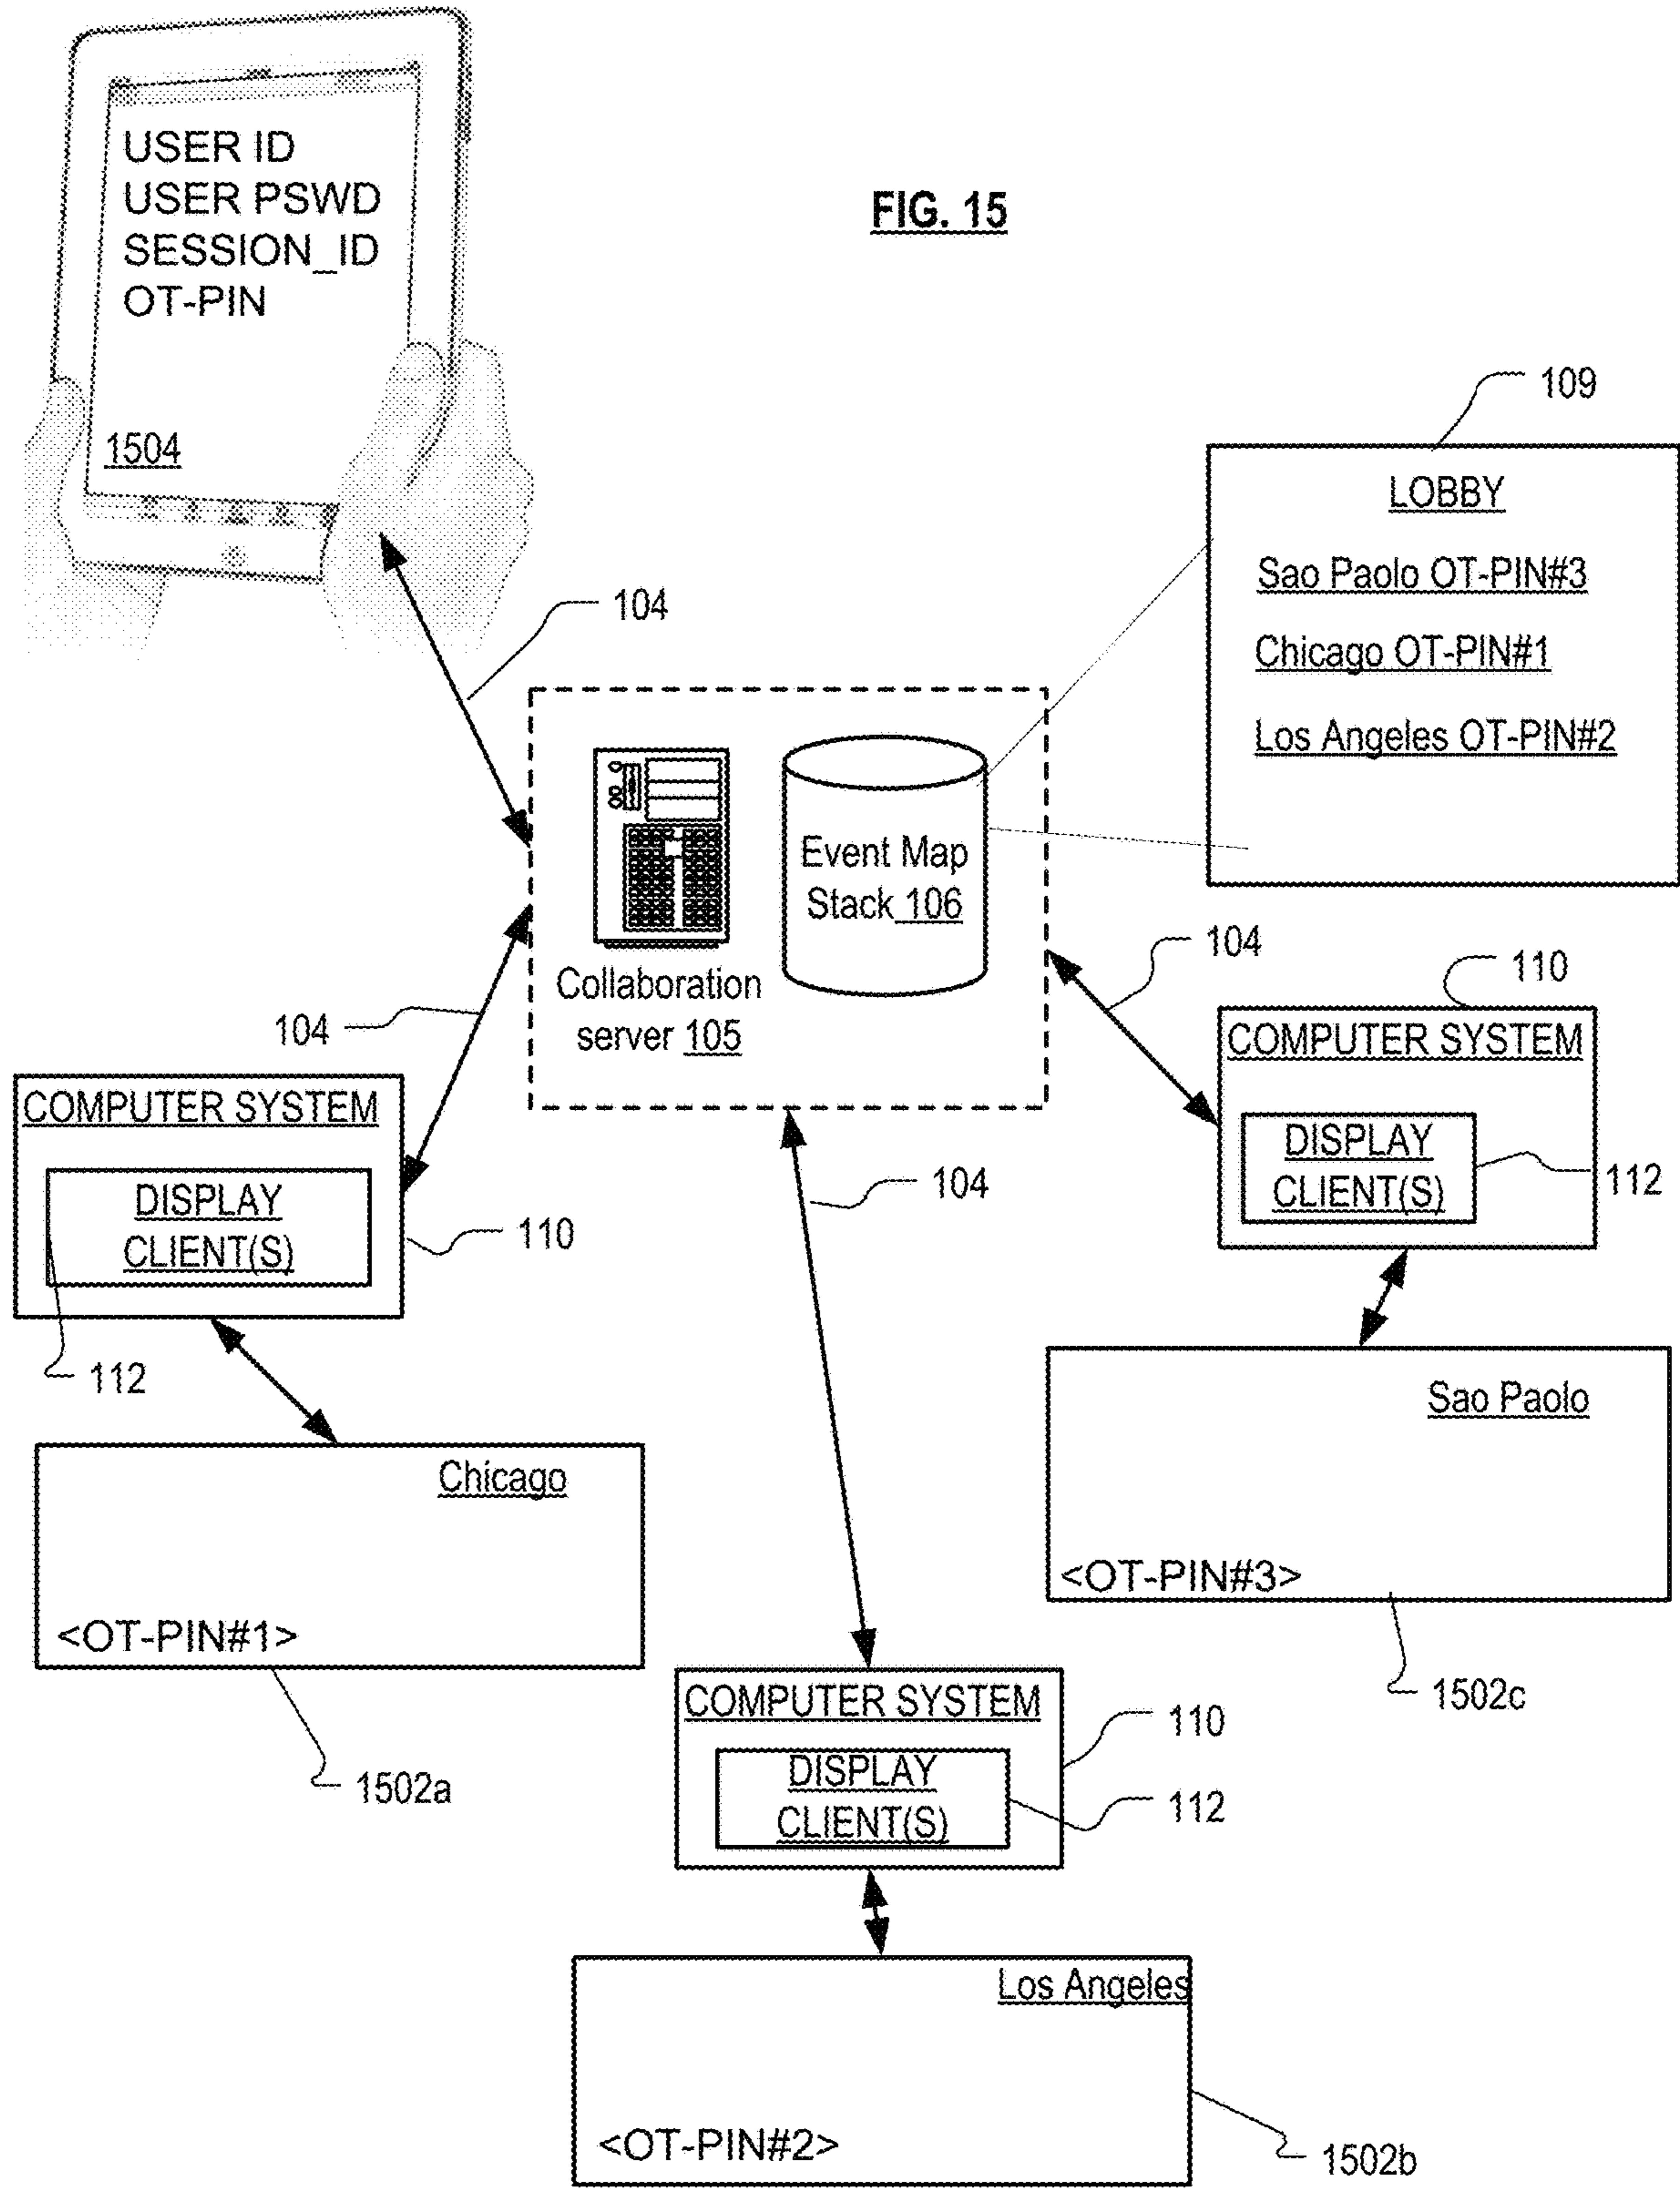 USER ID
USER PSWD
SESSION_ID
OT-PIN
1504
FIG. 15
109
LOBBY
Sao Paolo OT-PIN#3
Chicago OT-PIN#1
Los Angeles OT-PIN#2
104
Event Map
Stack 106
Collaboration
server 105
104
110
COMPUTER SYSTEM
DISPLAY
CLIENT(S)
112
104
COMPUTER SYSTEM
DISPLAY
CLIENT(S)
110
112
104
Sao Paolo
<OT-PIN#3>
1502c
Chicago
<OT-PIN#1>
1502a
COMPUTER SYSTEM
110
DISPLAY
CLIENT(S)
112
Los Angeles
<OT-PIN#2>
1502b